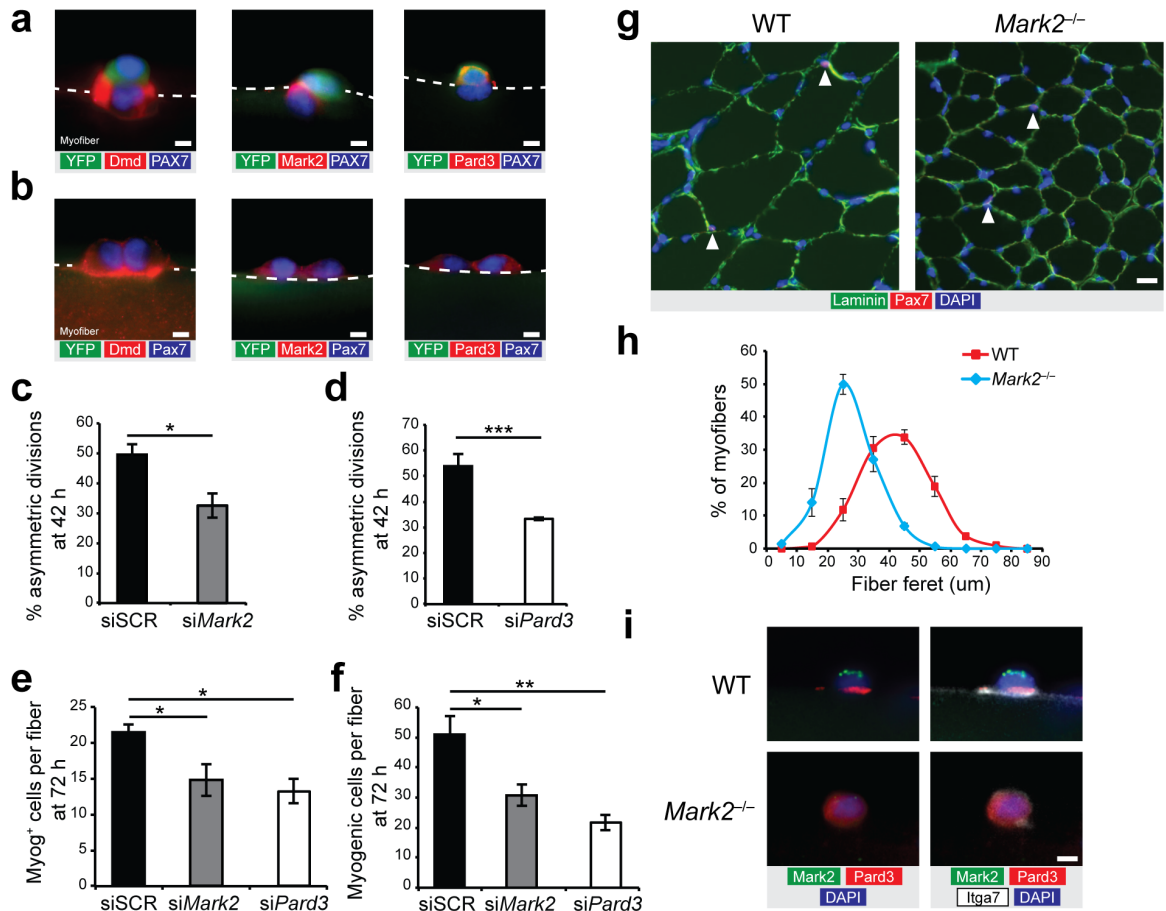 a
Myofiber
YFP Dmd PAX7
YFP Mark2 PAX7
YFP Pard3 PAX7
b
Myofiber
YFP Dmd Pax7
YFP Mark2 Pax7
YFP Pard3 Pax7
c
% asymmetric divisions
at 42 h
60
50
40
30
20
10
0
*
siSCR siMark2
d
% asymmetric divisions
at 42 h
70
60
50
40
30
20
10
0
***
siSCR siPard3
e
Myog+ cells per fiber
at 72 h
25
20
15
10
5
0
*
*
siSCR siMark2 siPard3
f
Myogenic cells per fiber
at 72 h
60
50
40
30
20
10
0
**
*
siSCR siMark2 siPard3
g
WT
Mark2–/–
Laminin Pax7 DAPI
h
% of myofibers
60
50
40
30
20
10
0
WT
Mark2–/–
0 10 20 30 40 50 60 70 80 90
Fiber feret (um)
i
WT
Mark2–/–
Mark2 Pard3
DAPI
Mark2 Pard3
Itga7 DAPI